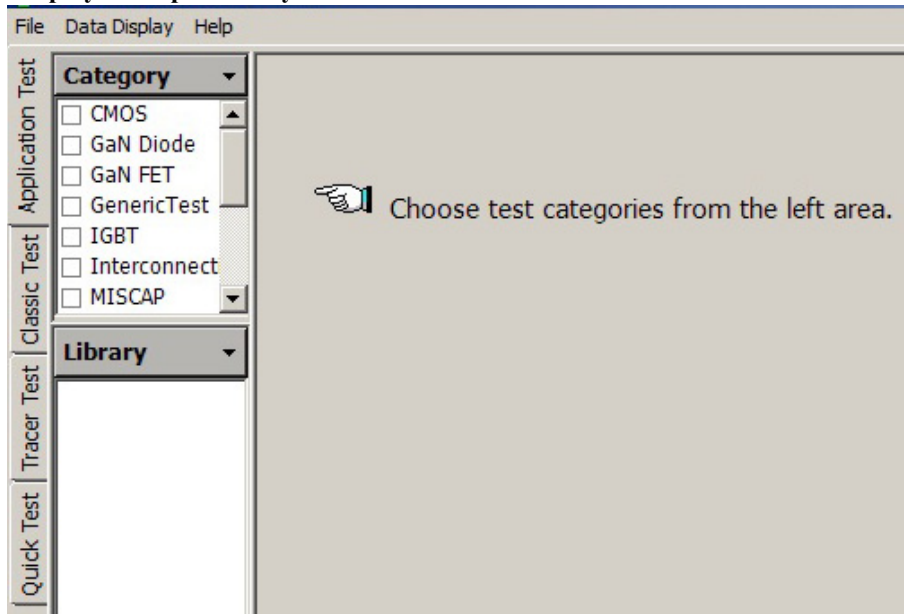 File Data Display Help
Application Test
Classic Test
Tracer Test
Quick Test
Category
CMOS
GaN Diode
GaN FET
GenericTest
IGBT
Interconnect
MISCAP
Library
Choose test categories from the left area.